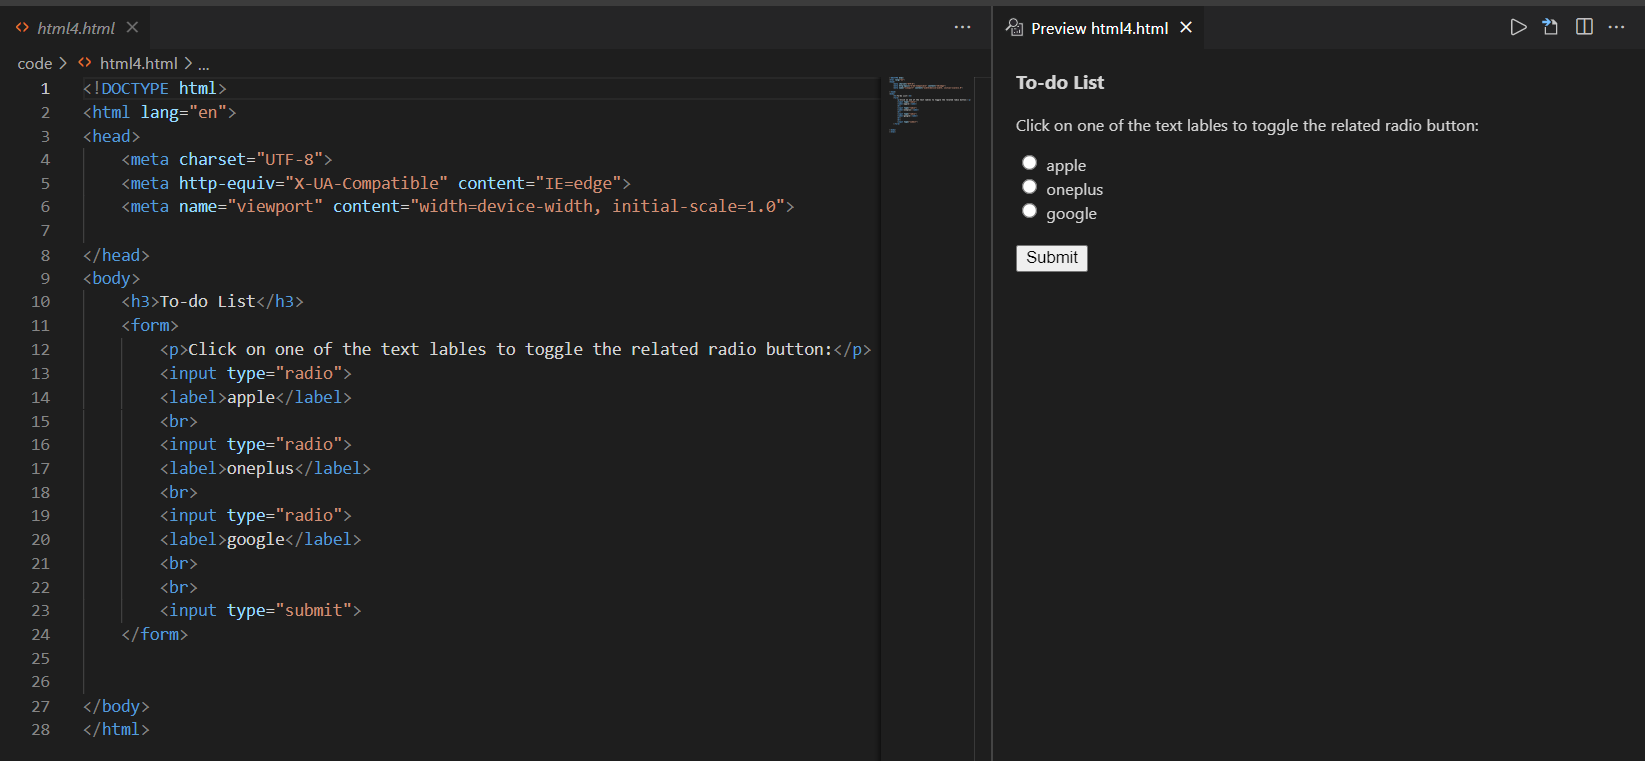 html4.html
code > html4.html > ...
1 <!DOCTYPE html>
2 <html lang="en">
3 <head>
4 <meta charset="UTF-8">
5 <meta http-equiv="X-UA-Compatible" content="IE=edge">
6 <meta name="viewport" content="width=device-width, initial-scale=1.0">
7
8 </head>
9 <body>
10 <h3>To-do List</h3>
11 <form>
12 <p>Click on one of the text lables to toggle the related radio button:</p>
13 <input type="radio">
14 <label>apple</label>
15 <br>
16 <input type="radio">
17 <label>oneplus</label>
18 <br>
19 <input type="radio">
20 <label>google</label>
21 <br>
22 <br>
23 <input type="submit">
24 </form>
25
26
27 </body>
28 </html>
Preview html4.html
To-do List
Click on one of the text lables to toggle the related radio button:
apple
oneplus
google
Submit